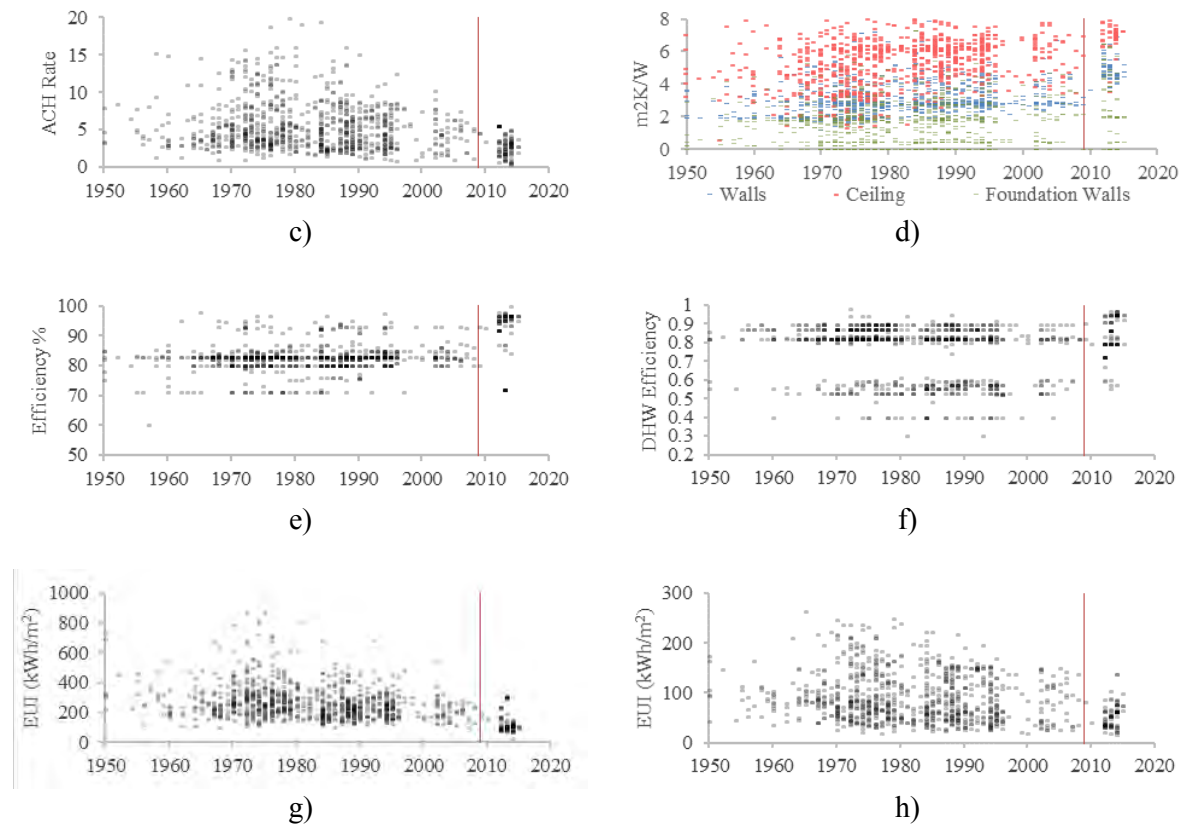 20
15
10
5
0
ACH Rate
1950 1960 1970 1980 1990 2000 2010 2020
c)
8
6
4
2
0
m2K/W
1950 1960 1970 1980 1990 2000 2010 2020
Walls Ceiling Foundation Walls
d)
100
90
80
70
60
50
Efficiency %
1950 1960 1970 1980 1990 2000 2010 2020
e)
1
0.9
0.8
0.7
0.6
0.5
0.4
0.3
0.2
DHW Efficiency
1950 1960 1970 1980 1990 2000 2010 2020
f)
1000
800
600
400
200
0
EUI (kWh/m²)
1950 1960 1970 1980 1990 2000 2010 2020
g)
300
200
100
0
EUI (kWh/m²)
1950 1960 1970 1980 1990 2000 2010 2020
h)